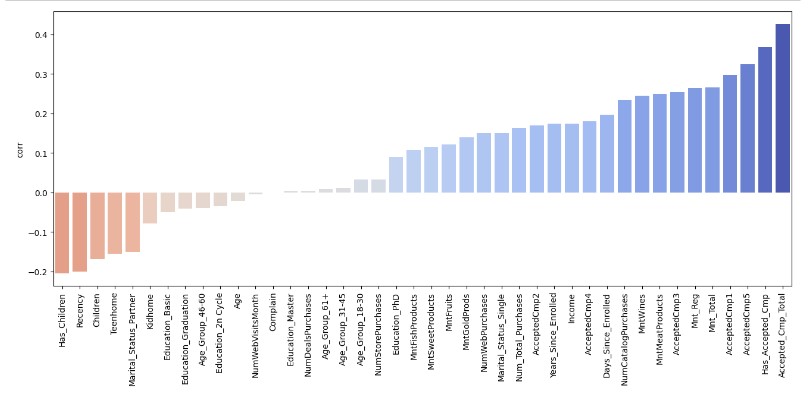 corr
0.4
0.3
0.2
0.1
0.0
−0.1
−0.2
Has_Children
Recency
Children
Teenhome
Marital_Status_Partner
Kidhome
Education_Basic
Education_Graduation
Age_Group_46-60
Education_2n Cycle
Age
NumWebVisitsMonth
Complain
Education_Master
NumDealsPurchases
Age_Group_61+
Age_Group_31-45
Age_Group_18-30
NumStorePurchases
Education_PhD
MntFishProducts
MntSweetProducts
MntFruits
MntGoldProds
NumWebPurchases
Marital_Status_Single
Num_Total_Purchases
AcceptedCmp2
Years_Since_Enrolled
Income
AcceptedCmp4
Days_Since_Enrolled
NumCatalogPurchases
MntWines
MntMeatProducts
AcceptedCmp3
Mnt_Reg
Mnt_Total
AcceptedCmp1
AcceptedCmp5
Has_Accepted_Cmp
Accepted_Cmp_Total